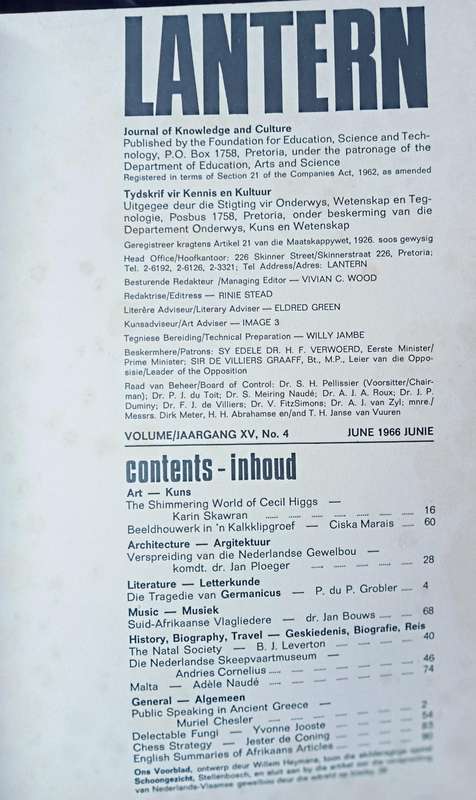 LANTERN
Journal of Knowledge and Culture
Published by the Foundation for Education, Science and Tech-
nology, P.O. Box 1758, Pretoria, under the patronage of the
Department of Education, Arts and Science
Registered in terms of Section 21 of the Companies Act, 1962, as amended
Tydskrif vir Kennis en Kultuur
Uitgegee deur die Stigting vir Onderwys, Wetenskap en Teg-
nologie, Posbus 1758, Pretoria, onder beskerming van die
Departement Onderwys, Kuns en Wetenskap
Geregistreer kragtens Artikel 21 van die Maatskappywet, 1926. soos gewysig
Head Office/Hoofkantoor: 226 Skinner Street/Skinnerstraat 226, Pretoria;
Tel. 2-6192, 2-6126, 2-3321; Tel Address/Adres: LANTERN
Besturende Redakteur /Managing Editor — VIVIAN C. WOOD
Redaktrise/Editress — RINIE STEAD
Literêre Adviseur/Literary Adviser — ELDRED GREEN
Kunsadviseur/Art Adviser — IMAGE 3
Tegniese Bereiding/Technical Preparation — WILLY JAMBE
Beskermhere/Patrons: SY EDELE DR. H. F. VERWOERD, Eerste Minister/
Prime Minister; SIR DE VILLIERS GRAAFF, Bt., M.P., Leier van die Oppo-
sisie/Leader of the Opposition
Raad van Beheer/Board of Control: Dr. S. H. Pellissier (Voorsitter/Chair-
man); Dr. P. J. du Toit; Dr. S. Meiring Naudé; Dr. A. J. A. Roux; Dr. J. P.
Duminy; Dr. F. J. de Villiers; Dr. V. FitzSimons; Dr. A. J. van Zyl; mnre./
Messrs. Dirk Meter, H. H. Abrahamse en/and T. H. Janse van Vuuren
VOLUME/JAARGANG XV, No. 4 JUNE 1966 JUNIE
contents - inhoud
Art — Kuns
The Shimmering World of Cecil Higgs —
Karin Skawran 16
Beeldhouwerk in 'n Kalkklipgroef — Ciska Marais 60
Architecture — Argitektuur
Verspreiding van die Nederlandse Gewelbou —
komdt. dr. Jan Ploeger 28
Literature — Letterkunde
Die Tragedie van Germanicus — P. du P. Grobler 4
Music — Musiek
Suid-Afrikaanse Vlagliedere — dr. Jan Bouws 68
History, Biography, Travel — Geskiedenis, Biografie, Reis
The Natal Society — B. J. Leverton 40
Die Nederlandse Skeepvaartmuseum —
Andries Cornelius 46
Malta — Adèle Naudé 74
General — Algemeen
Public Speaking in Ancient Greece —
Muriel Chesler 2
Delectable Fungi — Yvonne Jooste 54
Chess Strategy — Jester de Coning 83
English Summaries of Afrikaans Articles
Ons Voorblad, ontwerp deur Willem Heymans, toon die
Schoongezicht, Stellenbosch, en sluit aan by die artikel oor die
van Nederlands-Vlaamse gewelbou deur die wêreld op